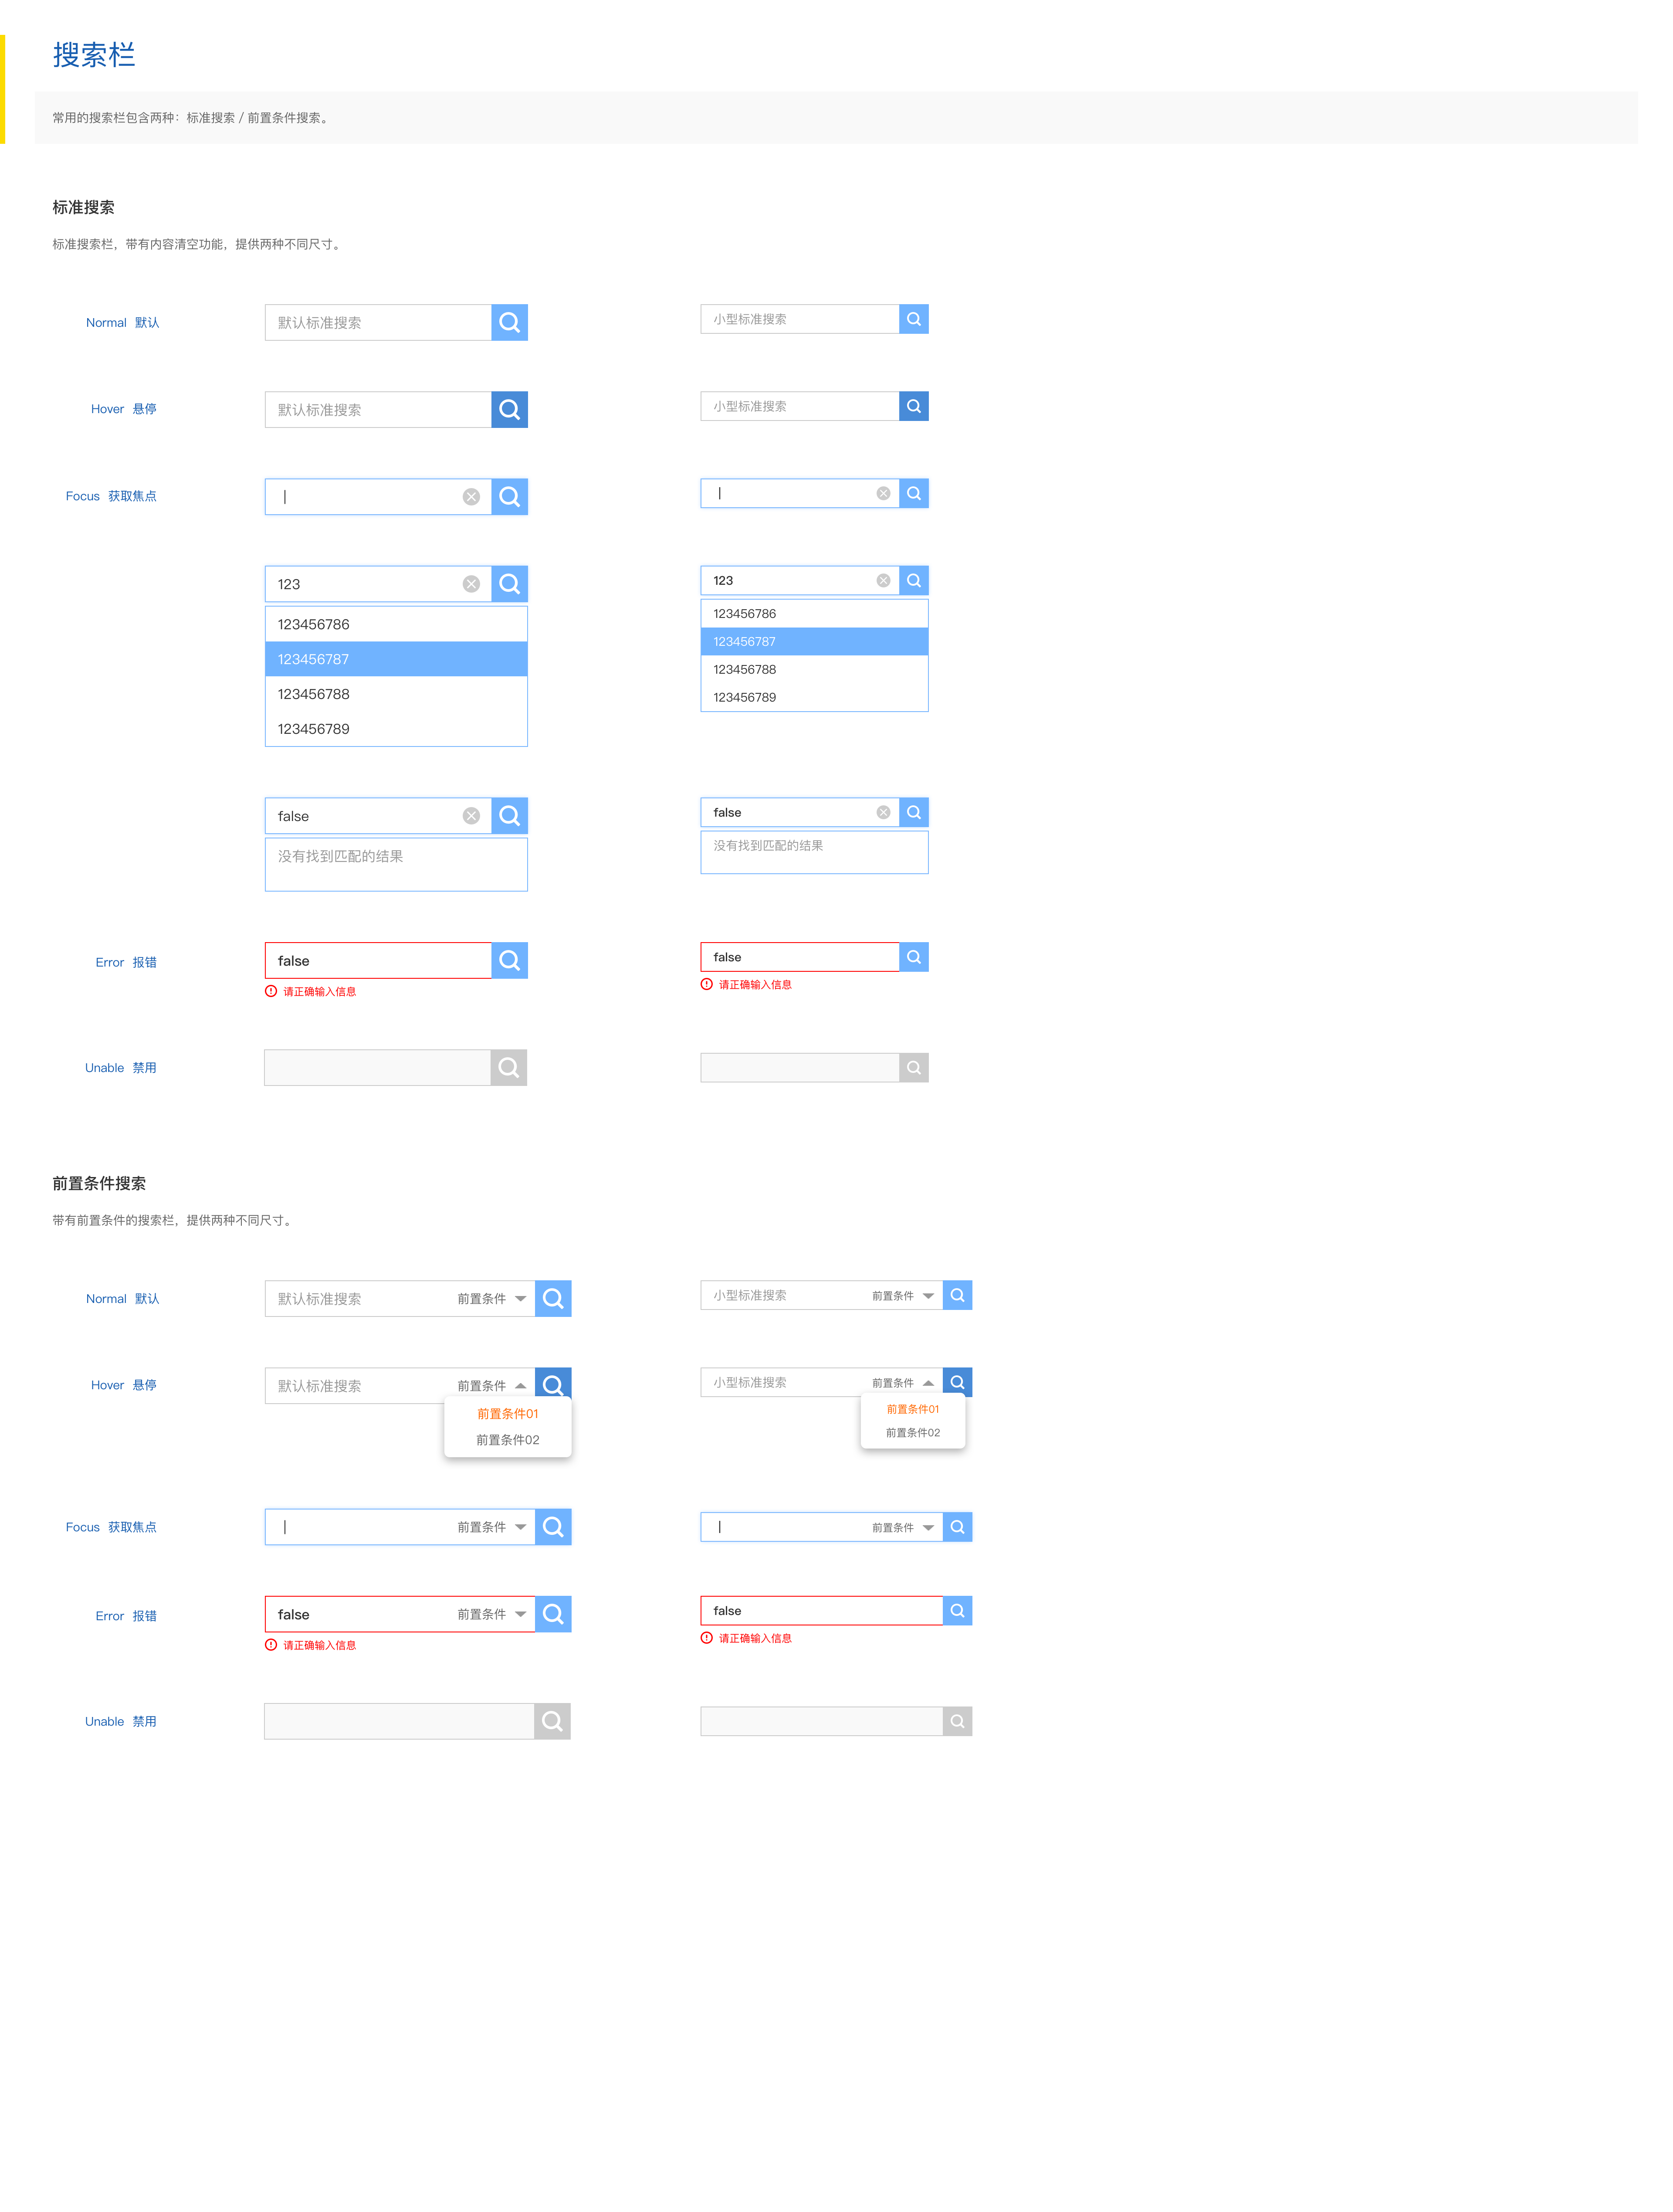 搜索栏
常用的搜索栏包含两种：标准搜索 / 前置条件搜索。
标准搜索
标准搜索栏，带有内容清空功能，提供两种不同尺寸。
Normal 默认
默认标准搜索
小型标准搜索
Hover 悬停
默认标准搜索
小型标准搜索
Focus 获取焦点
123
123
123456786
123456787
123456788
123456789
123456786
123456787
123456788
123456789
false
没有找到匹配的结果
false
没有找到匹配的结果
Error 报错
false
请正确输入信息
false
请正确输入信息
Unable 禁用
前置条件搜索
带有前置条件的搜索栏，提供两种不同尺寸。
Normal 默认
默认标准搜索 前置条件
小型标准搜索 前置条件
Hover 悬停
默认标准搜索 前置条件
前置条件01
前置条件02
小型标准搜索 前置条件
前置条件01
前置条件02
Focus 获取焦点
前置条件
前置条件
Error 报错
false 前置条件
请正确输入信息
false
请正确输入信息
Unable 禁用